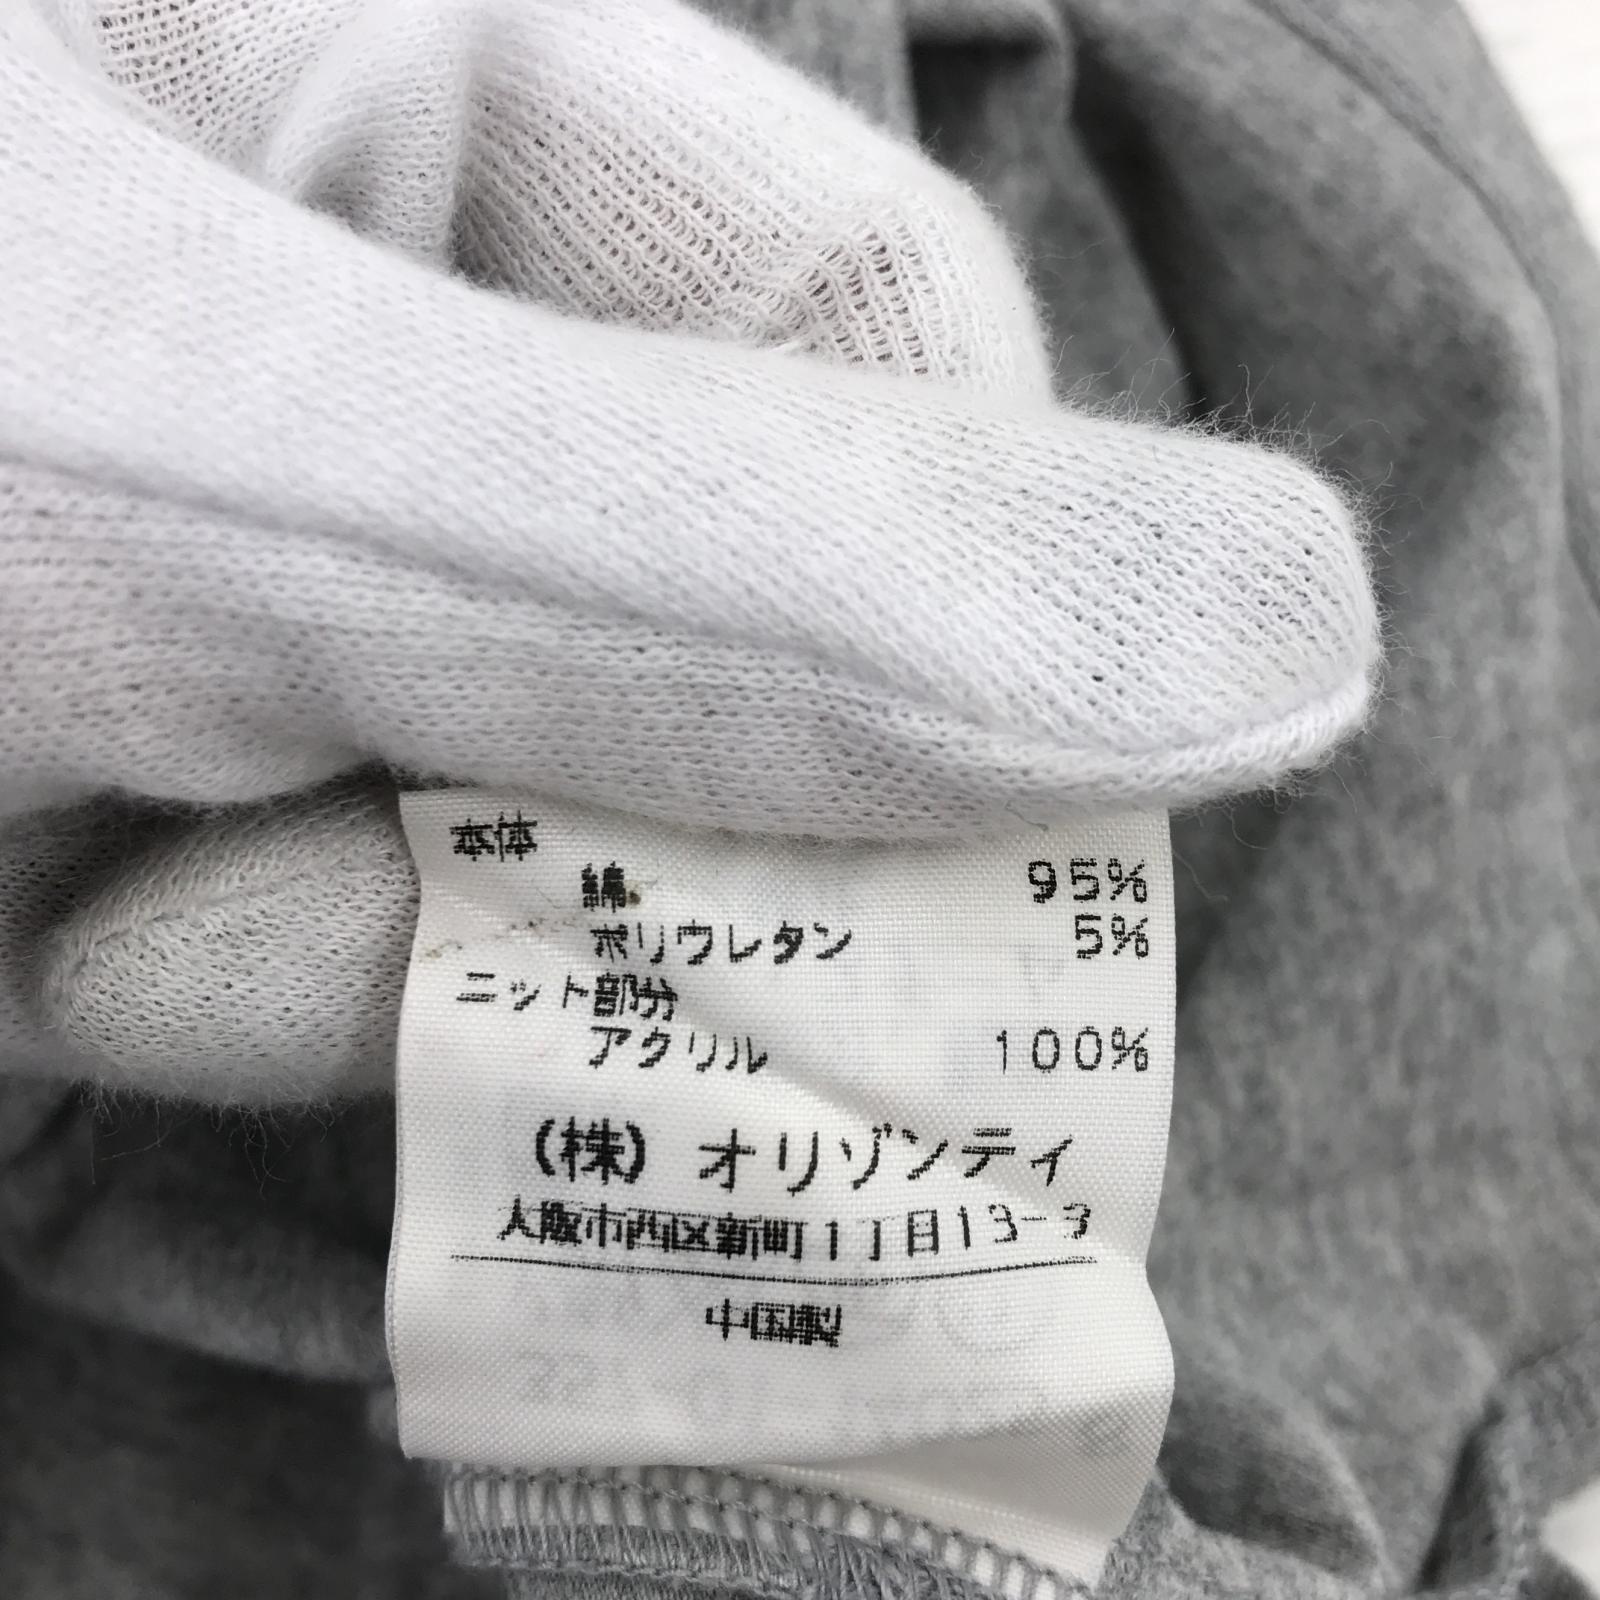 本体
綿 95%
ポリウレタン 5%
ニット部分
アクリル 100%
(株) オリゾンティ
大阪市西区新町1丁目13-3
中国製